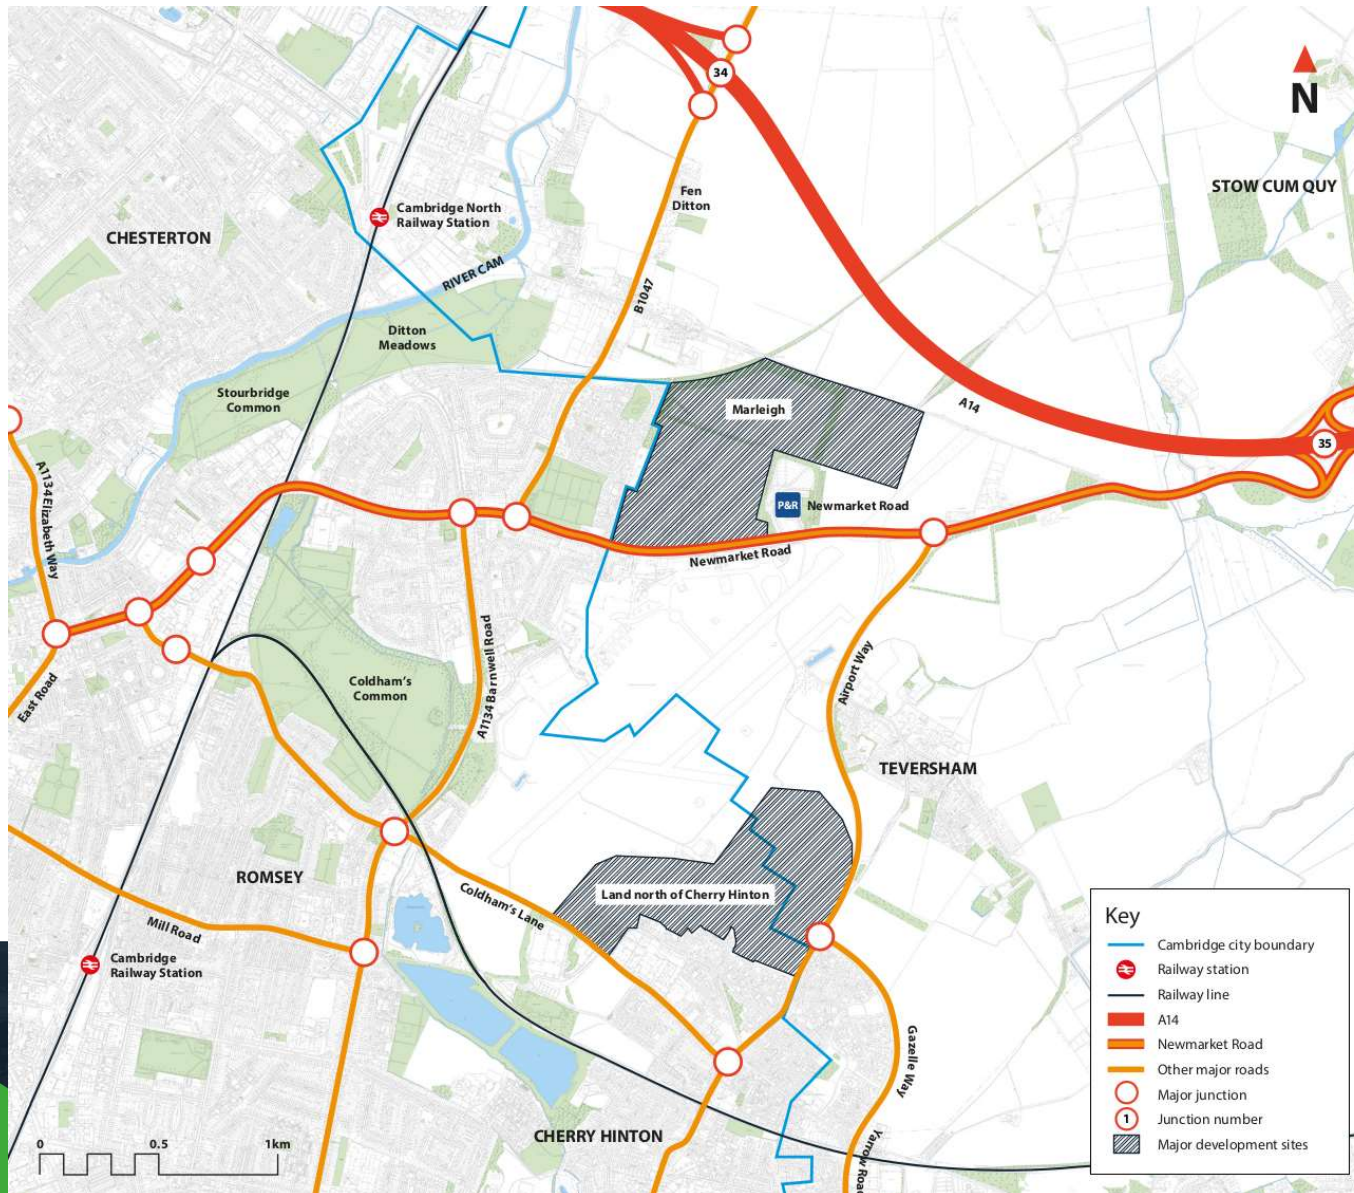 34
N
STOW CUM QUY
Fen
Ditton
Cambridge North
Railway Station
CHESTERTON
RIVER CAM
B1047
Ditton
Meadows
Stourbridge
Common
Marleigh
A14
35
A1134 Elizabeth Way
P&R
Newmarket Road
Newmarket Road
East Road
Coldham's
Common
A1134 Barnwell Road
Airport Way
TEVERSHAM
ROMSEY
Mill Road
Coldham's Lane
Land north of Cherry Hinton
Cambridge
Railway Station
Gazelle Way
Yarrow Road
CHERRY HINTON
0
0.5
1km
Key
Cambridge city boundary
Railway station
Railway line
A14
Newmarket Road
Other major roads
Major junction
1
Junction number
Major development sites